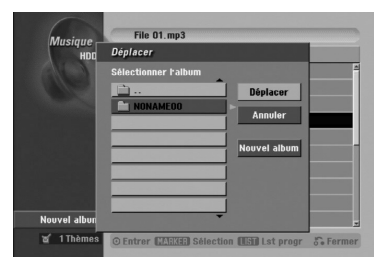 Musique
HDD
File 01.mp3
Déplacer
Sélectionner l'album
..
NONAME00
Déplacer
Annuler
Nouvel album
Nouvel album
1 Thèmes
Entrer MARKER Sélection LIST Lst progr Fermer